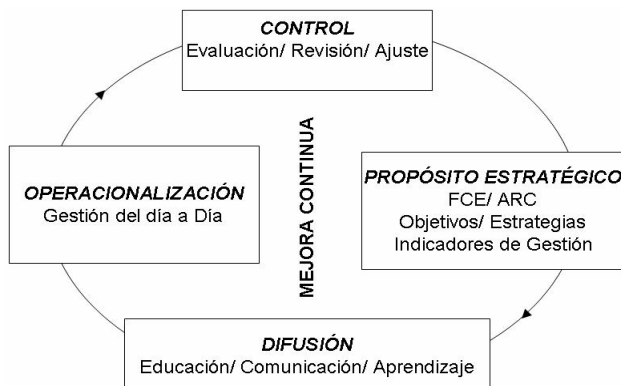 CONTROL
Evaluación/ Revisión/ Ajuste
MEJORA CONTINUA
OPERACIONALIZACIÓN
Gestión del día a Día
PROPÓSITO ESTRATÉGICO
FCE/ ARC
Objetivos/ Estrategias
Indicadores de Gestión
DIFUSIÓN
Educación/ Comunicación/ Aprendizaje